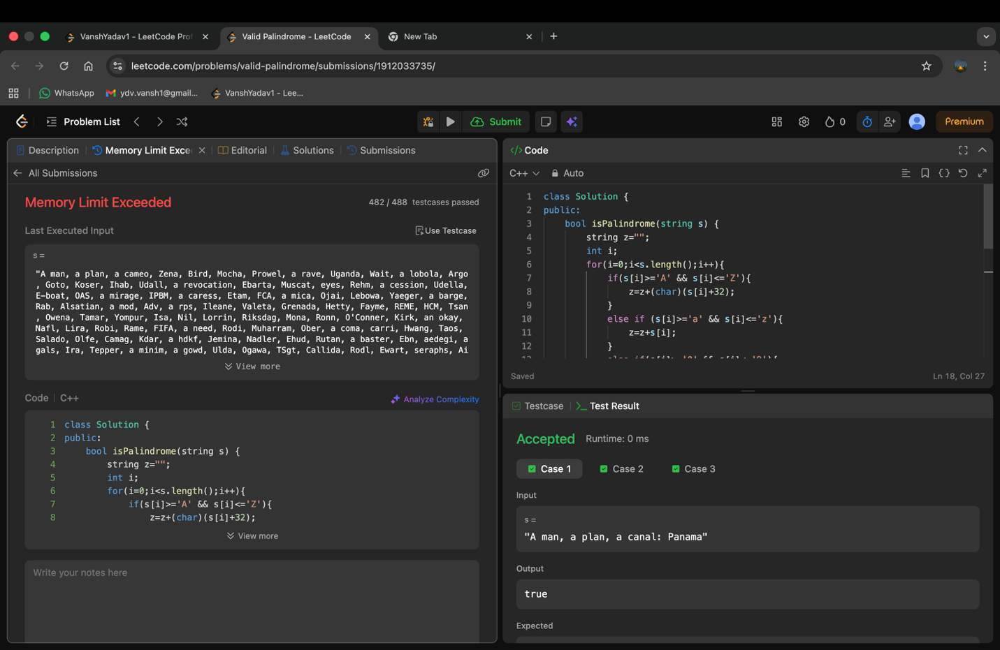 VanshYadav1 - LeetCode Prof
Valid Palindrome - LeetCode
New Tab
leetcode.com/problems/valid-palindrome/submissions/1912033735/
WhatsApp
ydv.vansh1@gmail...
VanshYadav1 - Lee...
Problem List
Submit
0
Premium
Description
Memory Limit Exce
Editorial
Solutions
Submissions
All Submissions
Memory Limit Exceeded
482 / 488 testcases passed
Last Executed Input
Use Testcase
s =
"A man, a plan, a cameo, Zena, Bird, Mocha, Prowel, a rave, Uganda, Wait, a lobola, Argo
, Goto, Koser, Ihab, Udall, a revocation, Ebarta, Muscat, eyes, Rehm, a cession, Udella,
E-boat, OAS, a mirage, IPBM, a caress, Etam, FCA, a mica, Ojai, Lebowa, Yaeger, a barge,
Rab, Alsatian, a mod, Adv, a rps, Ileane, Valeta, Grenada, Hetty, Fayme, REME, HCM, Tsan
, Owena, Tamar, Yompur, Isa, Nil, Lorrin, Riksdag, Mona, Ronn, O'Conner, Kirk, an okay,
Nafl, Lira, Robi, Rame, FIFA, a need, Rodi, Muharram, Ober, a coma, carri, Hwang, Taos,
Salado, Olfe, Camag, Kdar, a hdkf, Jemina, Nadler, Ehud, Rutan, a baster, Ebn, aedegi, a
gals, Ira, Tepper, a minim, a gowd, Ulda, Ogawa, TSgt, Callida, Rodl, Ewart, seraphs, Ai
View more
Code
C++
Analyze Complexity
1 class Solution {
2 public:
3 bool isPalindrome(string s) {
4 string z="";
5 int i;
6 for(i=0;i<s.length();i++){
7 if(s[i]>='A' && s[i]<='Z'){
8 z=z+(char)(s[i]+32);
View more
Write your notes here
</> Code
C++
Auto
1 class Solution {
2 public:
3 bool isPalindrome(string s) {
4 string z="";
5 int i;
6 for(i=0;i<s.length();i++){
7 if(s[i]>='A' && s[i]<='Z'){
8 z=z+(char)(s[i]+32);
9 }
10 else if (s[i]>='a' && s[i]<='z'){
11 z=z+s[i];
12 }
Saved
Ln 18, Col 27
Testcase
Test Result
Accepted
Runtime: 0 ms
Case 1
Case 2
Case 3
Input
s =
"A man, a plan, a canal: Panama"
Output
true
Expected